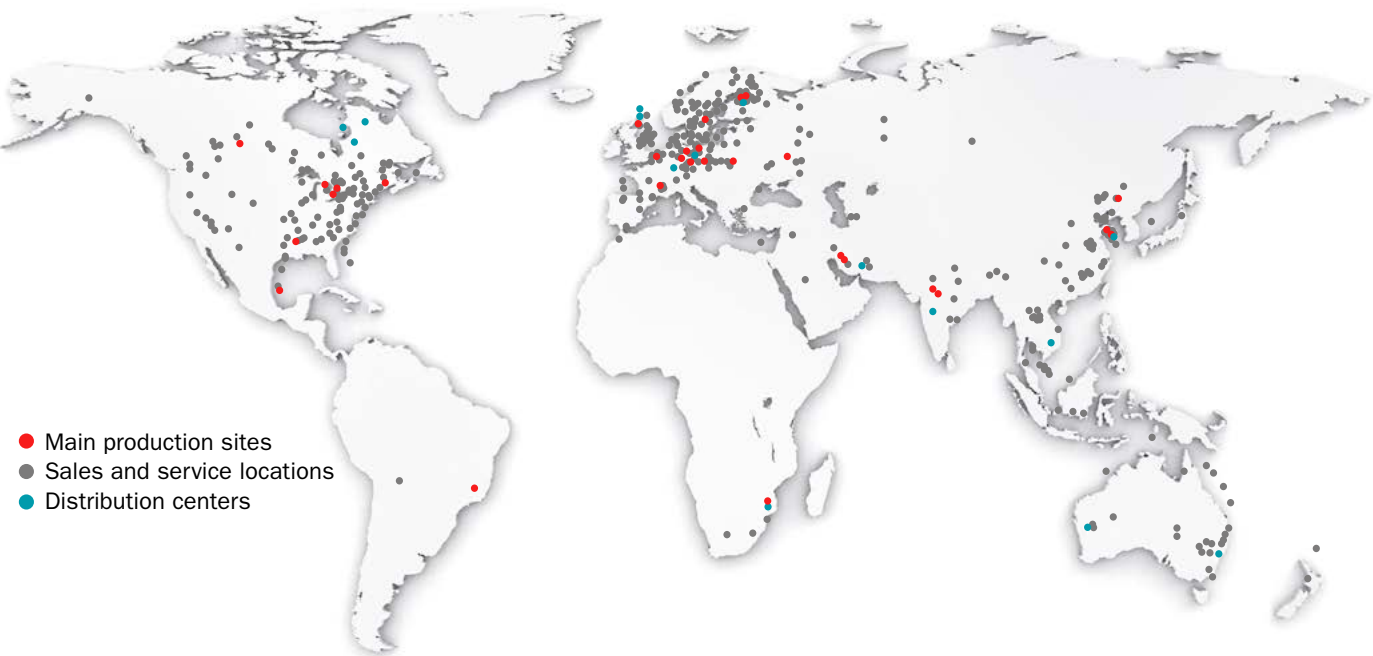 Main production sites
Sales and service locations
Distribution centers